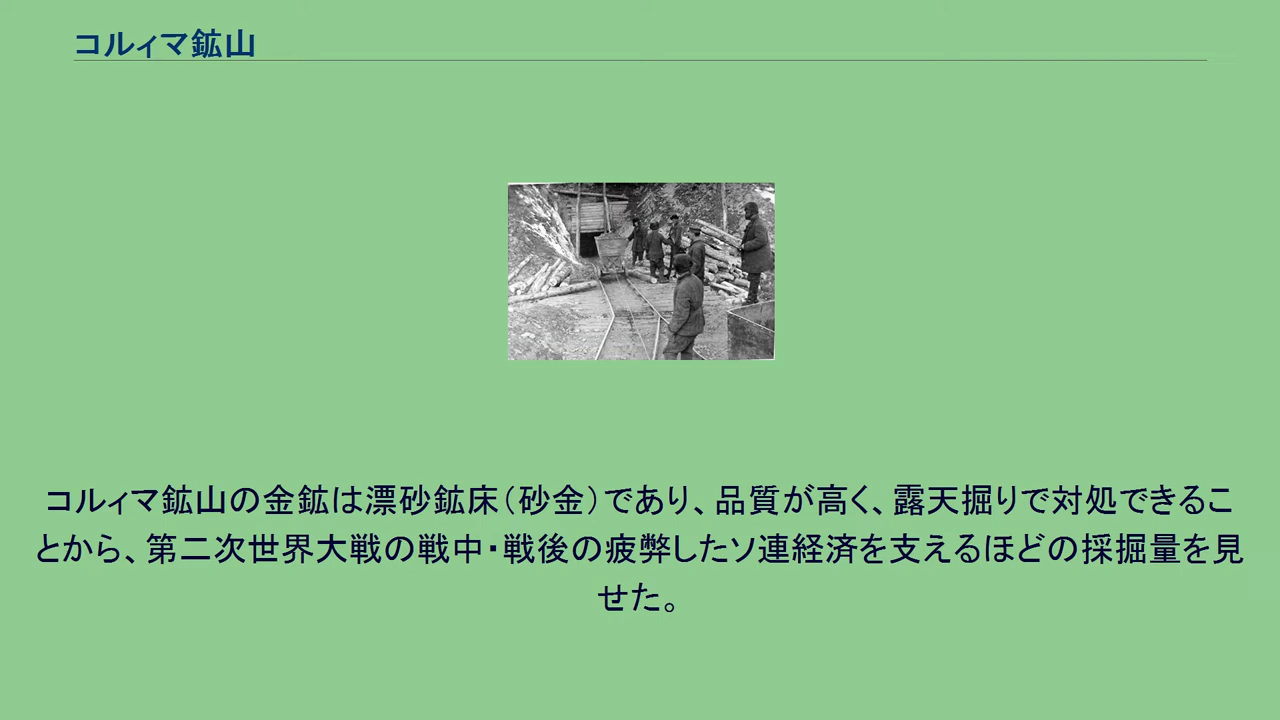 コルィマ鉱山
コルィマ鉱山の金鉱は漂砂鉱床（砂金）であり、品質が高く、露天掘りで対処できるこ
とから、第二次世界大戦の戦中・戦後の疲弊したソ連経済を支えるほどの採掘量を見
せた。